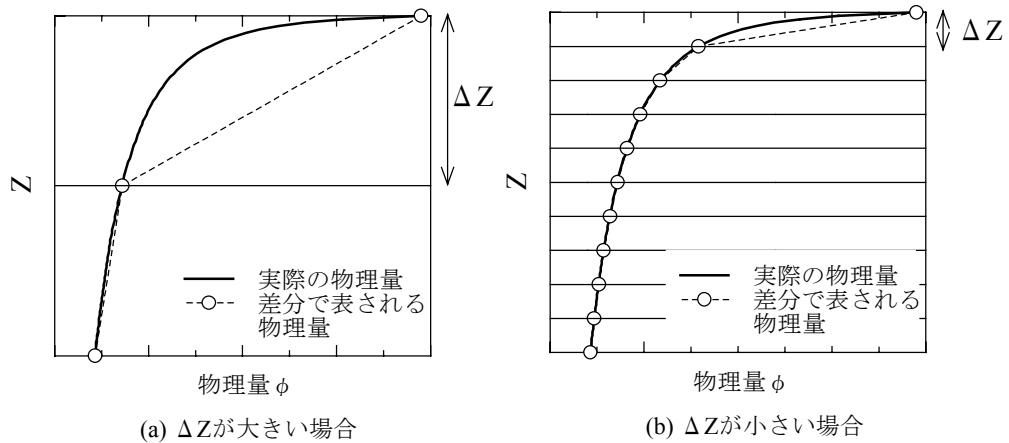 ΔZ
Z
実際の物理量
差分で表される
物理量
物理量φ
(a) ΔZが大きい場合
ΔZ
Z
実際の物理量
差分で表される
物理量
物理量φ
(b) ΔZが小さい場合